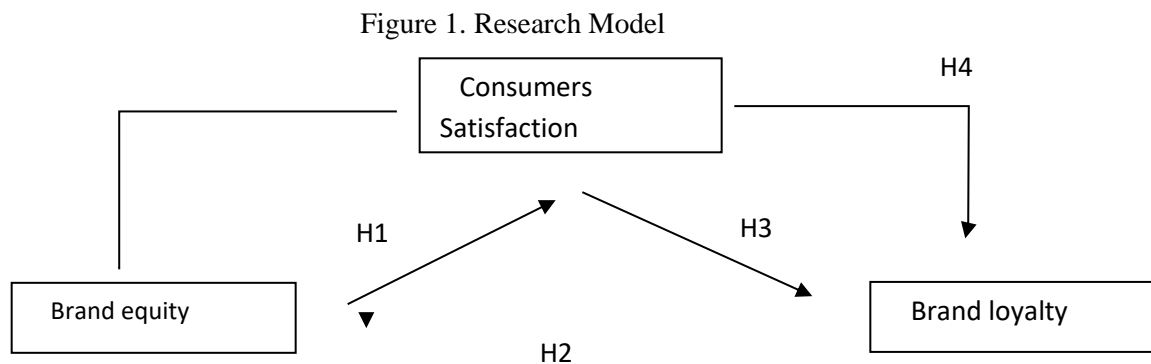 Figure 1. Research Model
H4
Consumers
Satisfaction
H1
H3
Brand equity
Brand loyalty
H2